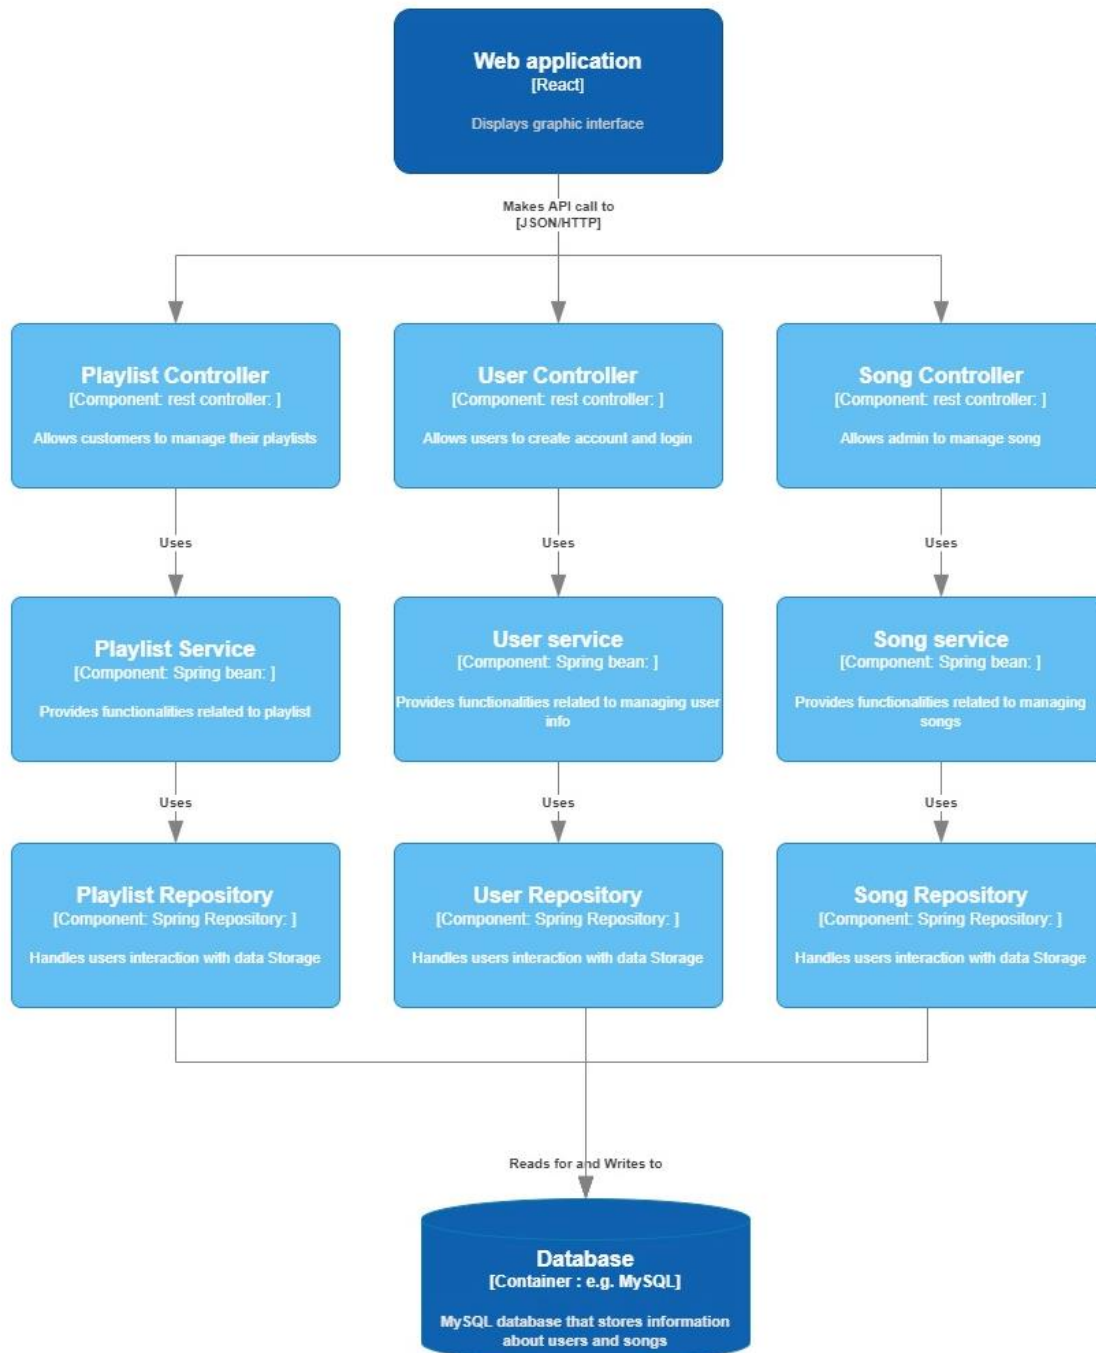 Web application
[React]
Displays graphic interface
Makes API call to
[JSON/HTTP]
Playlist Controller
[Component: rest controller: ]
Allows customers to manage their playlists
User Controller
[Component: rest controller: ]
Allows users to create account and login
Song Controller
[Component: rest controller: ]
Allows admin to manage song
Uses
Uses
Uses
Playlist Service
[Component: Spring bean: ]
Provides functionalities related to playlist
User service
[Component: Spring bean: ]
Provides functionalities related to managing user
info
Song service
[Component: Spring bean: ]
Provides functionalities related to managing
songs
Uses
Uses
Uses
Playlist Repository
[Component: Spring Repository: ]
Handles users interaction with data Storage
User Repository
[Component: Spring Repository: ]
Handles users interaction with data Storage
Song Repository
[Component: Spring Repository: ]
Handles users interaction with data Storage
Reads for and Writes to
Database
[Container : e.g. MySQL]
MySQL database that stores information
about users and songs